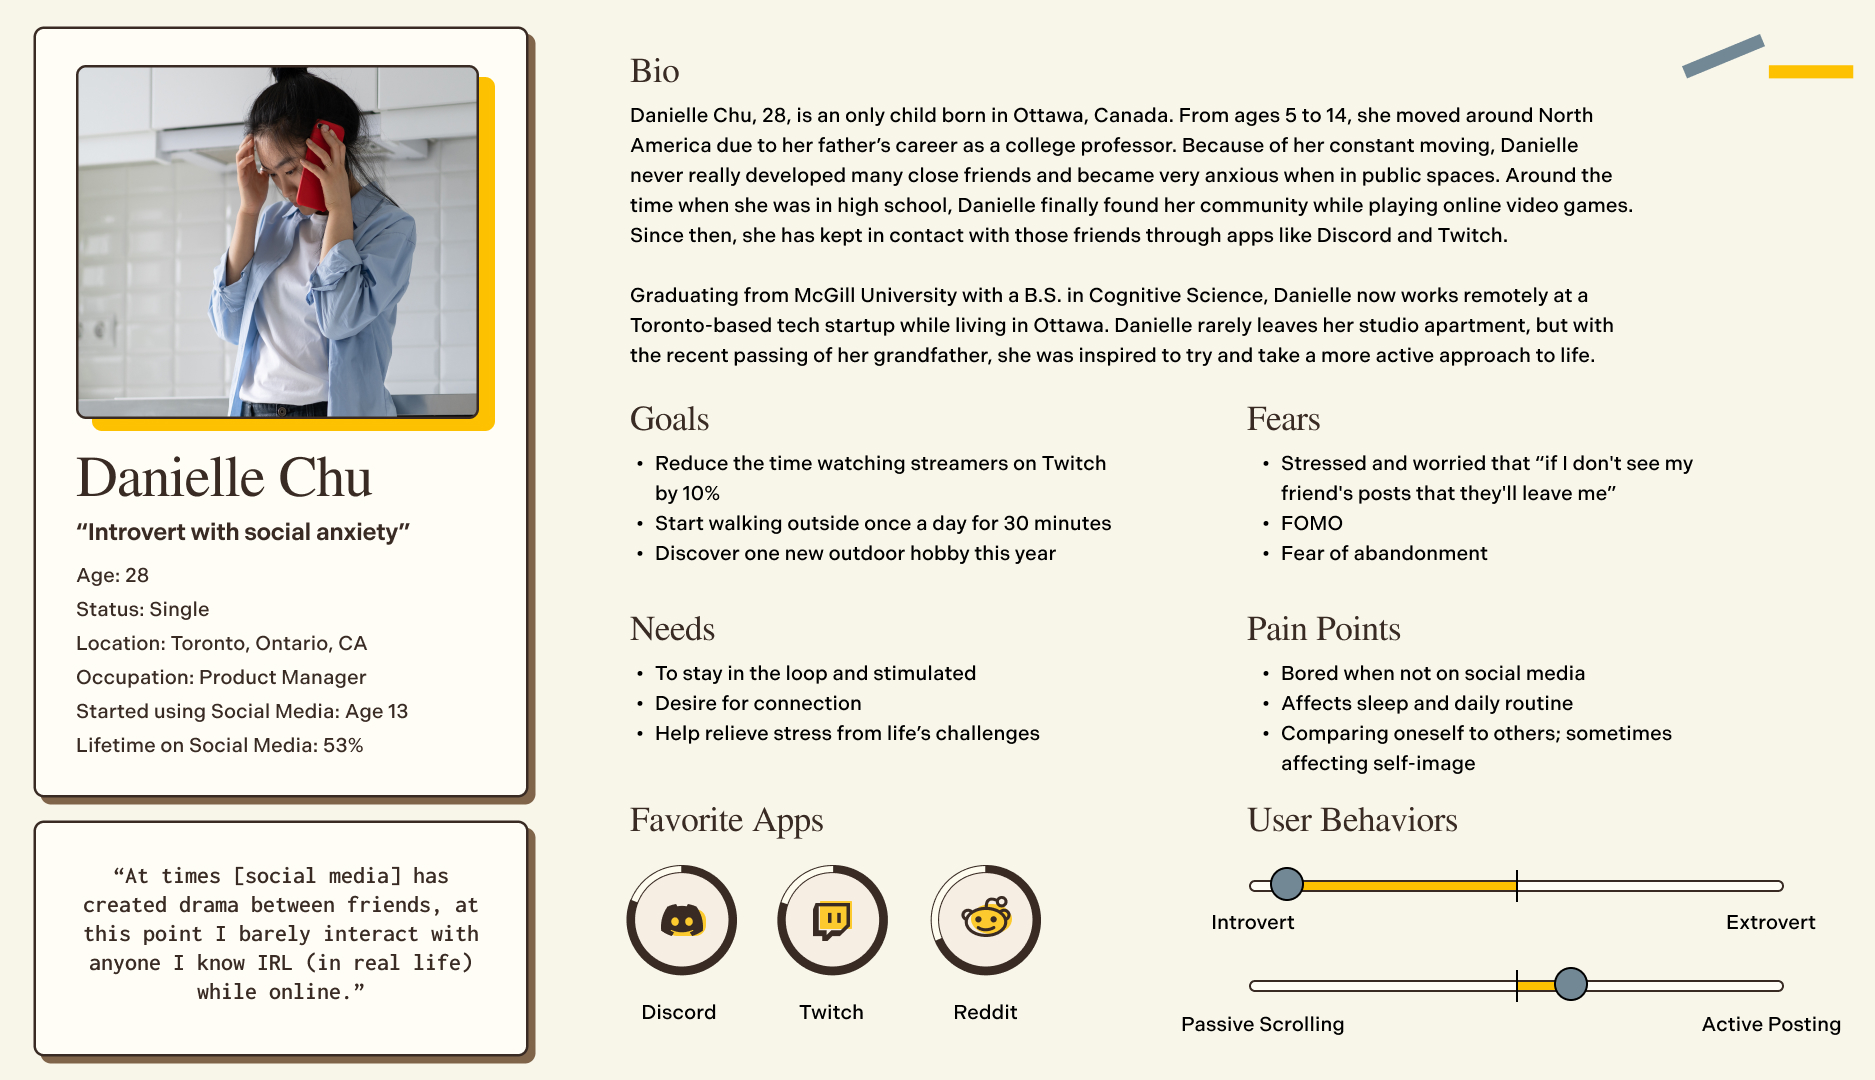 Danielle Chu
“Introvert with social anxiety”
Age: 28
Status: Single
Location: Toronto, Ontario, CA
Occupation: Product Manager
Started using Social Media: Age 13
Lifetime on Social Media: 53%
“At times [social media] has
created drama between friends, at
this point I barely interact with
anyone I know IRL (in real life)
while online.”
Bio
Danielle Chu, 28, is an only child born in Ottawa, Canada. From ages 5 to 14, she moved around North
America due to her father’s career as a college professor. Because of her constant moving, Danielle
never really developed many close friends and became very anxious when in public spaces. Around the
time when she was in high school, Danielle finally found her community while playing online video games.
Since then, she has kept in contact with those friends through apps like Discord and Twitch.
Graduating from McGill University with a B.S. in Cognitive Science, Danielle now works remotely at a
Toronto-based tech startup while living in Ottawa. Danielle rarely leaves her studio apartment, but with
the recent passing of her grandfather, she was inspired to try and take a more active approach to life.
Goals
• Reduce the time watching streamers on Twitch
by 10%
• Start walking outside once a day for 30 minutes
• Discover one new outdoor hobby this year
Fears
• Stressed and worried that “if I don't see my
friend's posts that they'll leave me”
• FOMO
• Fear of abandonment
Needs
• To stay in the loop and stimulated
• Desire for connection
• Help relieve stress from life’s challenges
Pain Points
• Bored when not on social media
• Affects sleep and daily routine
• Comparing oneself to others; sometimes
affecting self-image
Favorite Apps
Discord
Twitch
Reddit
User Behaviors
Introvert
Extrovert
Passive Scrolling
Active Posting